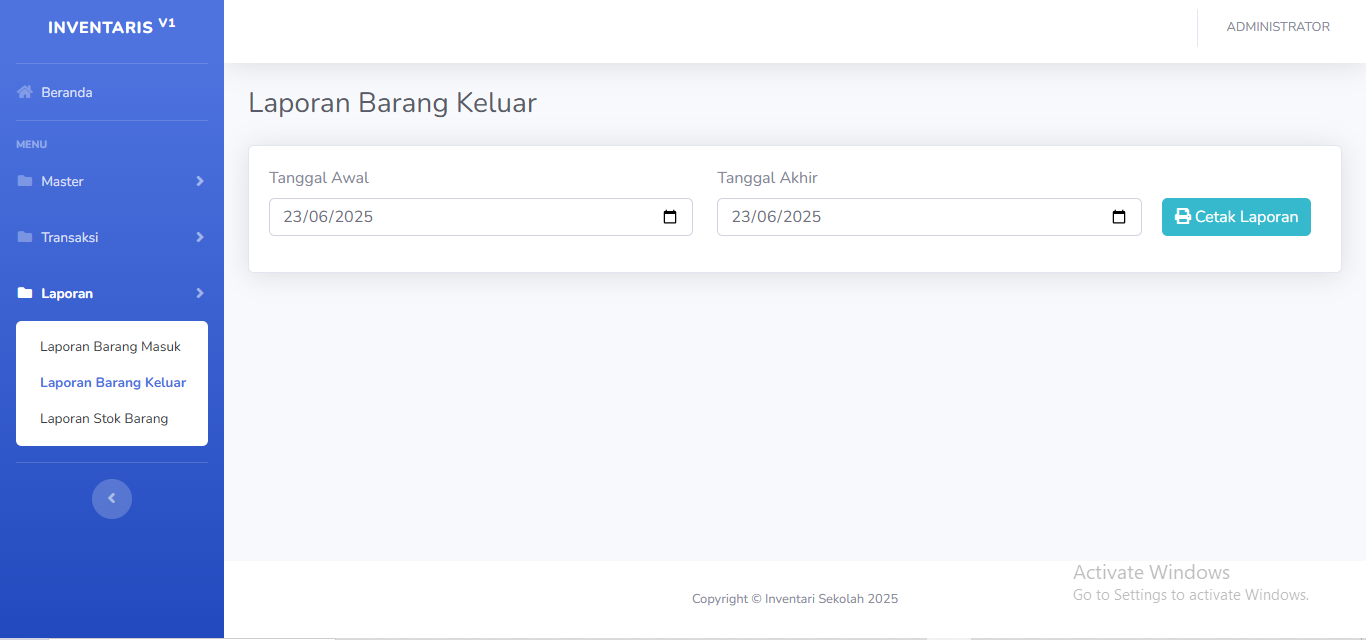 INVENTARIS V1
ADMINISTRATOR
Beranda
MENU
Master
Transaksi
Laporan
Laporan Barang Masuk
Laporan Barang Keluar
Laporan Stok Barang
Laporan Barang Keluar
Tanggal Awal
Tanggal Akhir
23/06/2025
23/06/2025
Cetak Laporan
Activate Windows
Go to Settings to activate Windows.
Copyright © Inventari Sekolah 2025